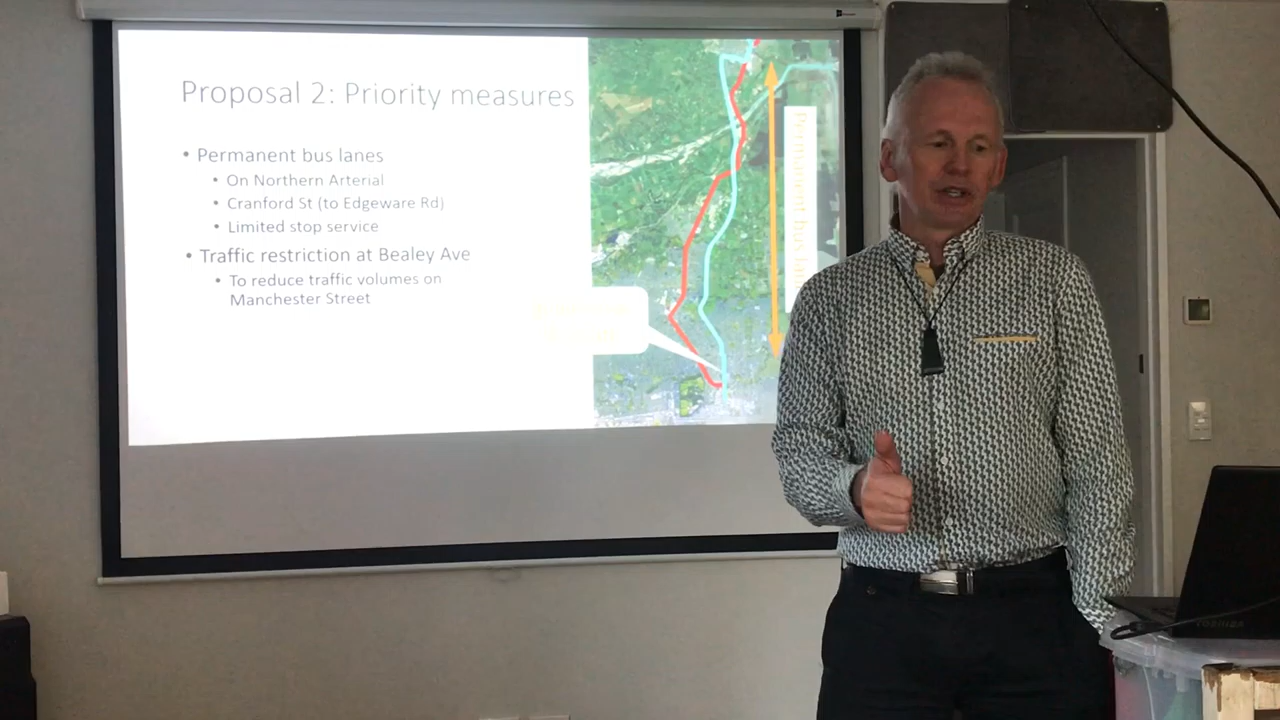 Proposal 2: Priority measures
• Permanent bus lanes
• On Northern Arterial
• Cranford St (to Edgeware Rd)
• Limited stop service
• Traffic restriction at Bealey Ave
• To reduce traffic volumes on
Manchester Street
Permanent bus
TOSHIBA